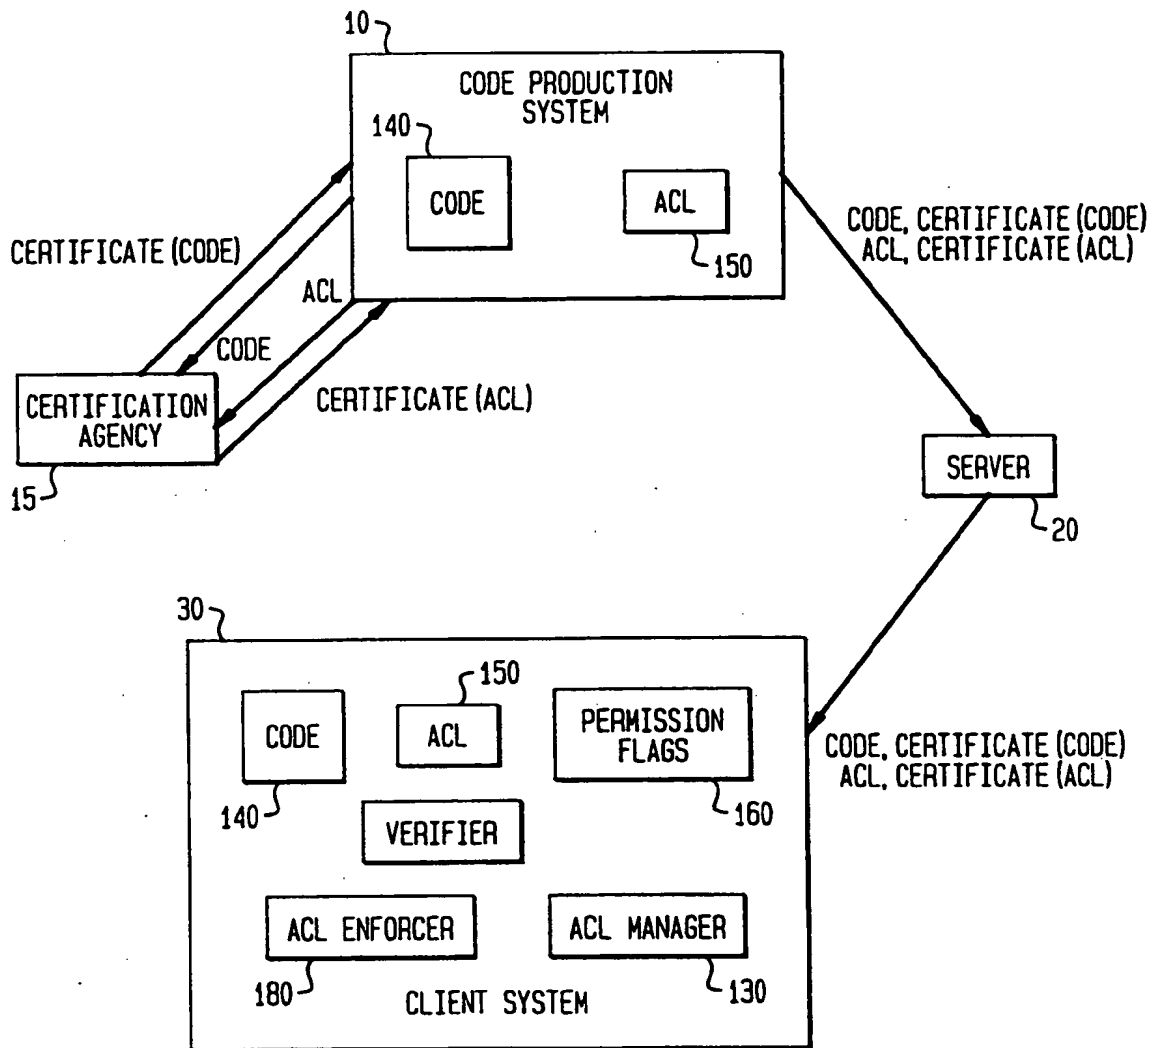 10
CODE PRODUCTION
SYSTEM
140
CODE
ACL
150
CERTIFICATE (CODE)
ACL
CODE
CERTIFICATE (ACL)
CODE, CERTIFICATE (CODE)
ACL, CERTIFICATE (ACL)
CERTIFICATION
AGENCY
15
SERVER
20
30
150
CODE
ACL
PERMISSION
FLAGS
140
160
VERIFIER
CODE, CERTIFICATE (CODE)
ACL, CERTIFICATE (ACL)
ACL ENFORCER
ACL MANAGER
180
130
CLIENT SYSTEM